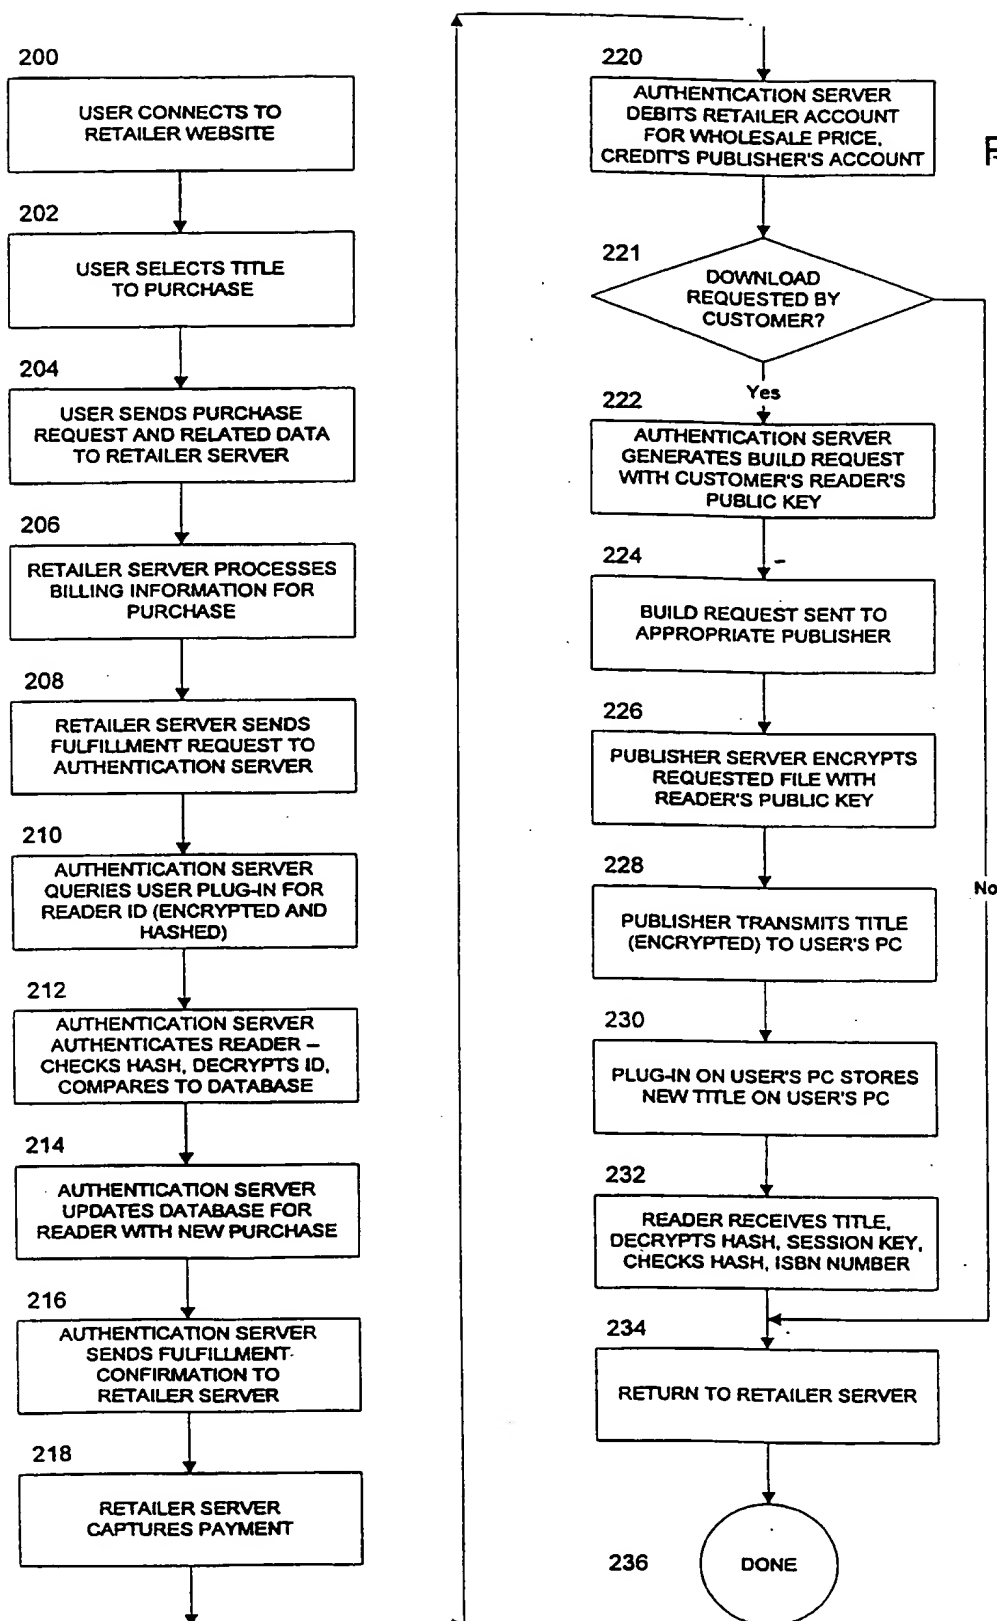 200
USER CONNECTS TO
RETAILER WEBSITE
202
USER SELECTS TITLE
TO PURCHASE
204
USER SENDS PURCHASE
REQUEST AND RELATED DATA
TO RETAILER SERVER
206
RETAILER SERVER PROCESSES
BILLING INFORMATION FOR
PURCHASE
208
RETAILER SERVER SENDS
FULFILLMENT REQUEST TO
AUTHENTICATION SERVER
210
AUTHENTICATION SERVER
QUERIES USER PLUG-IN FOR
READER ID (ENCRYPTED AND
HASHED)
212
AUTHENTICATION SERVER
AUTHENTICATES READER –
CHECKS HASH, DECRYPTS ID,
COMPARES TO DATABASE
214
AUTHENTICATION SERVER
UPDATES DATABASE FOR
READER WITH NEW PURCHASE
216
AUTHENTICATION SERVER
SENDS FULFILLMENT
CONFIRMATION TO
RETAILER SERVER
218
RETAILER SERVER
CAPTURES PAYMENT
220
AUTHENTICATION SERVER
DEBITS RETAILER ACCOUNT
FOR WHOLESALE PRICE,
CREDIT'S PUBLISHER'S ACCOUNT
221
DOWNLOAD
REQUESTED BY
CUSTOMER?
Yes
222
AUTHENTICATION SERVER
GENERATES BUILD REQUEST
WITH CUSTOMER'S READER'S
PUBLIC KEY
224
BUILD REQUEST SENT TO
APPROPRIATE PUBLISHER
226
PUBLISHER SERVER ENCRYPTS
REQUESTED FILE WITH
READER'S PUBLIC KEY
228
No
PUBLISHER TRANSMITS TITLE
(ENCRYPTED) TO USER'S PC
230
PLUG-IN ON USER'S PC STORES
NEW TITLE ON USER'S PC
232
READER RECEIVES TITLE,
DECRYPTS HASH, SESSION KEY,
CHECKS HASH, ISBN NUMBER
234
RETURN TO RETAILER SERVER
236
DONE